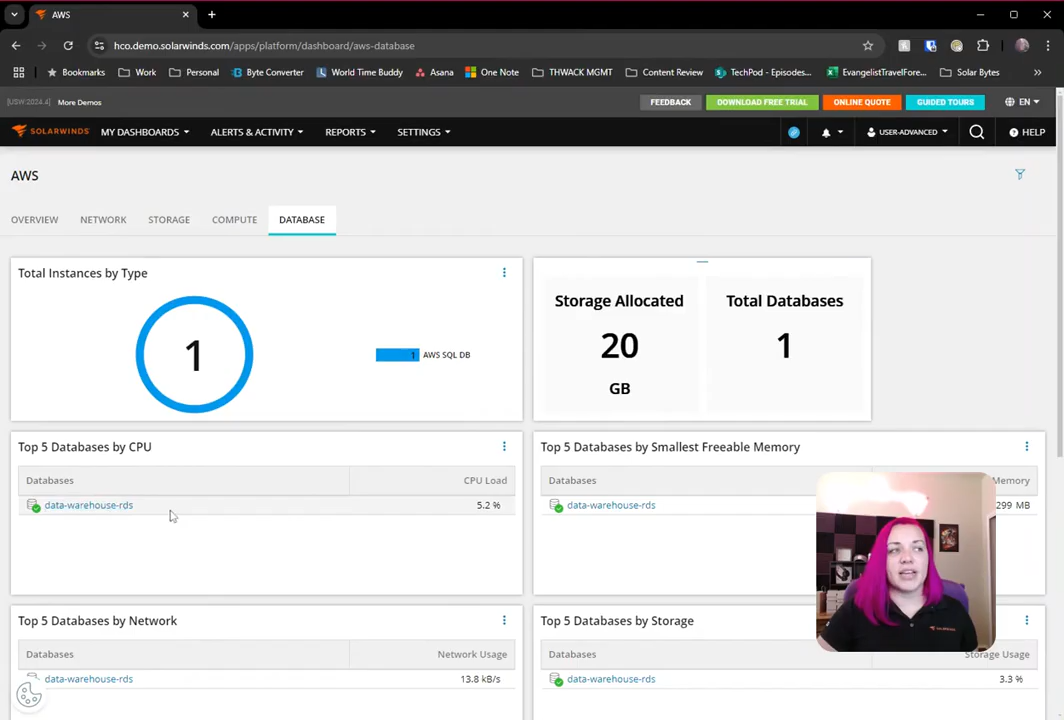 AWS
hco.demo.solarwinds.com/apps/platform/dashboard/aws-database
Bookmarks Work Personal Byte Converter World Time Buddy Asana One Note THWACK MGMT Content Review TechPod - Episodes... EvangelistTravelFore... Solar Bytes
[USW:2024.4] More Demos FEEDBACK DOWNLOAD FREE TRIAL ONLINE QUOTE GUIDED TOURS EN
SOLARWINDS MY DASHBOARDS ALERTS & ACTIVITY REPORTS SETTINGS USER-ADVANCED HELP
AWS
OVERVIEW NETWORK STORAGE COMPUTE DATABASE
Total Instances by Type
1
1 AWS SQL DB
Storage Allocated
20
GB
Total Databases
1
Top 5 Databases by CPU
Databases CPU Load
data-warehouse-rds 5.2 %
Top 5 Databases by Smallest Freeable Memory
Databases Memory
data-warehouse-rds 299 MB
Top 5 Databases by Network
Databases Network Usage
data-warehouse-rds 13.8 kB/s
Top 5 Databases by Storage
Databases Storage Usage
data-warehouse-rds 3.3 %